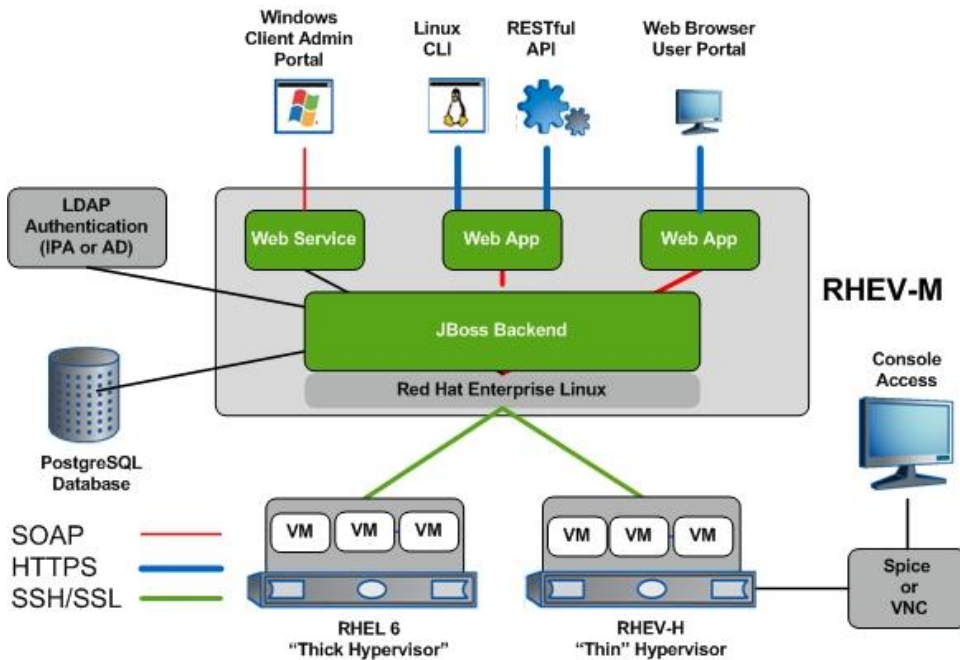 Windows
Client Admin
Portal
Linux
CLI
RESTful
API
Web Browser
User Portal
LDAP
Authentication
(IPA or AD)
Web Service
Web App
Web App
RHEV-M
JBoss Backend
Red Hat Enterprise Linux
PostgreSQL
Database
Console
Access
SOAP
HTTPS
SSH/SSL
VM
VM
VM
VM
VM
VM
Spice
or
VNC
RHEL 6
“Thick Hypervisor”
RHEV-H
“Thin” Hypervisor